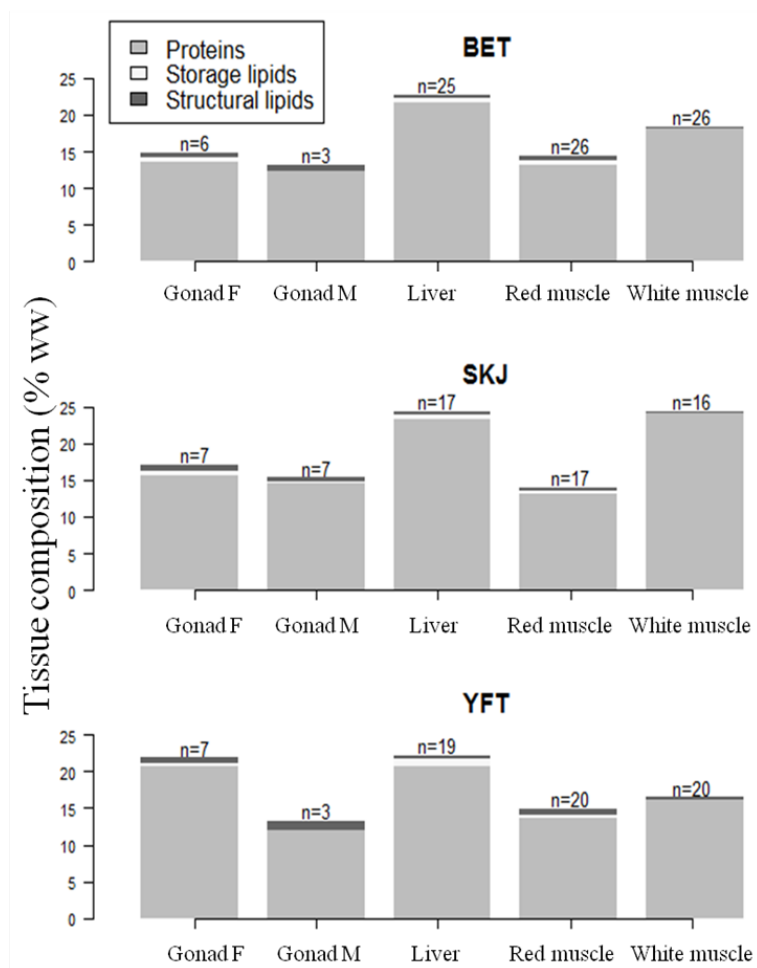 Proteins
Storage lipids
Structural lipids
BET
25
20
15
10
5
0
n=6
n=3
n=25
n=26
n=26
Gonad F
Gonad M
Liver
Red muscle
White muscle
Tissue composition (% ww)
SKJ
25
20
15
10
5
0
n=7
n=7
n=17
n=17
n=16
Gonad F
Gonad M
Liver
Red muscle
White muscle
YFT
25
20
15
10
5
0
n=7
n=3
n=19
n=20
n=20
Gonad F
Gonad M
Liver
Red muscle
White muscle